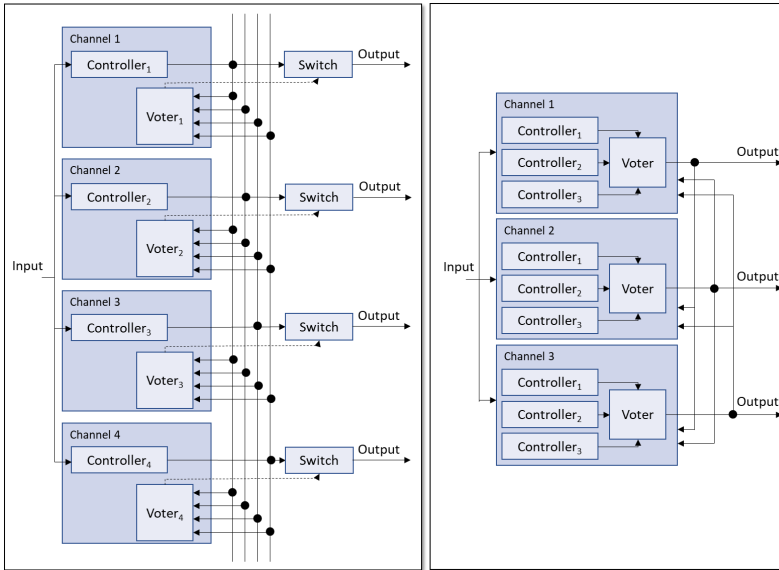 Channel 1
Controller1
Switch
Output
Voter1
Channel 2
Controller2
Switch
Output
Voter2
Input
Channel 3
Controller3
Switch
Output
Voter3
Channel 4
Controller4
Switch
Output
Voter4
Channel 1
Controller1
Controller2
Voter
Output
Controller3
Channel 2
Controller1
Input
Controller2
Voter
Output
Controller3
Channel 3
Controller1
Controller2
Voter
Output
Controller3